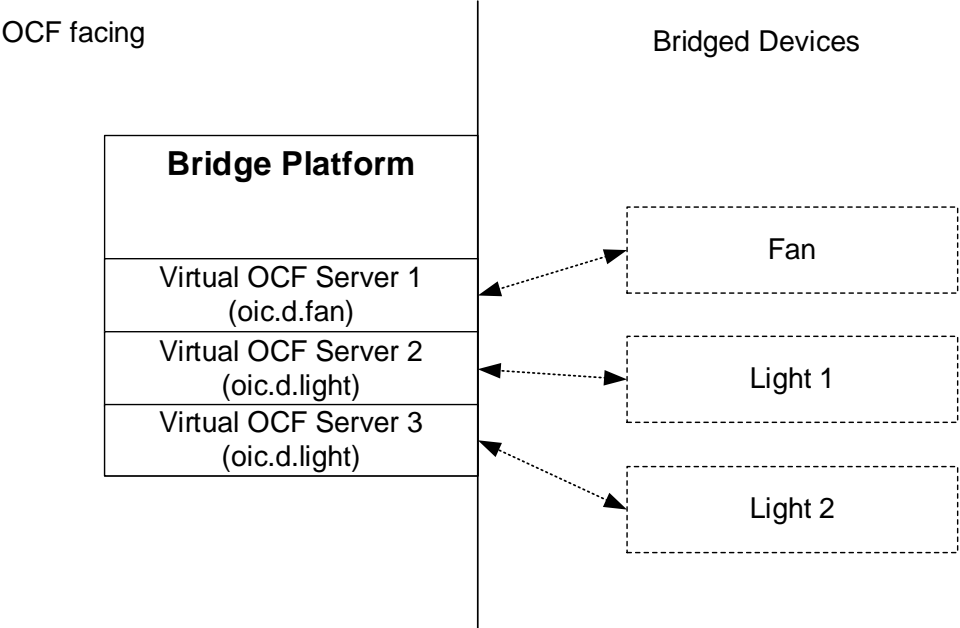 OCF facing
Bridged Devices
Bridge Platform
Virtual OCF Server 1
(oic.d.fan)
Virtual OCF Server 2
(oic.d.light)
Virtual OCF Server 3
(oic.d.light)
Fan
Light 1
Light 2